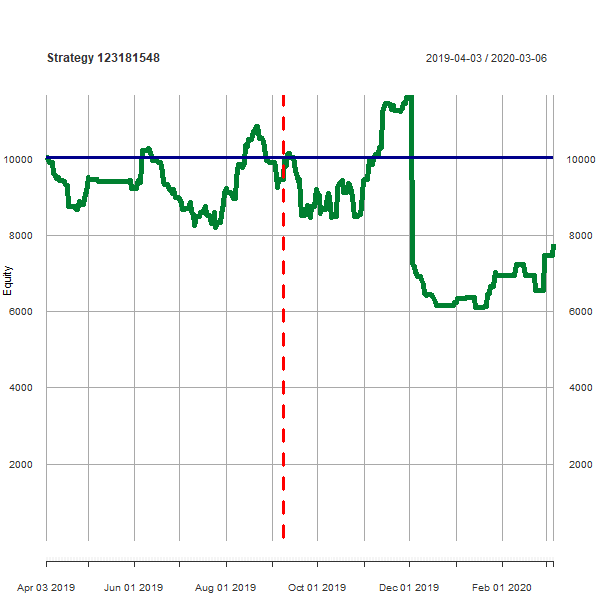 Strategy 123181548
2019-04-03 / 2020-03-06
10000
10000
8000
8000
Equity
6000
6000
4000
4000
2000
2000
Apr 03 2019
Jun 01 2019
Aug 01 2019
Oct 01 2019
Dec 01 2019
Feb 01 2020